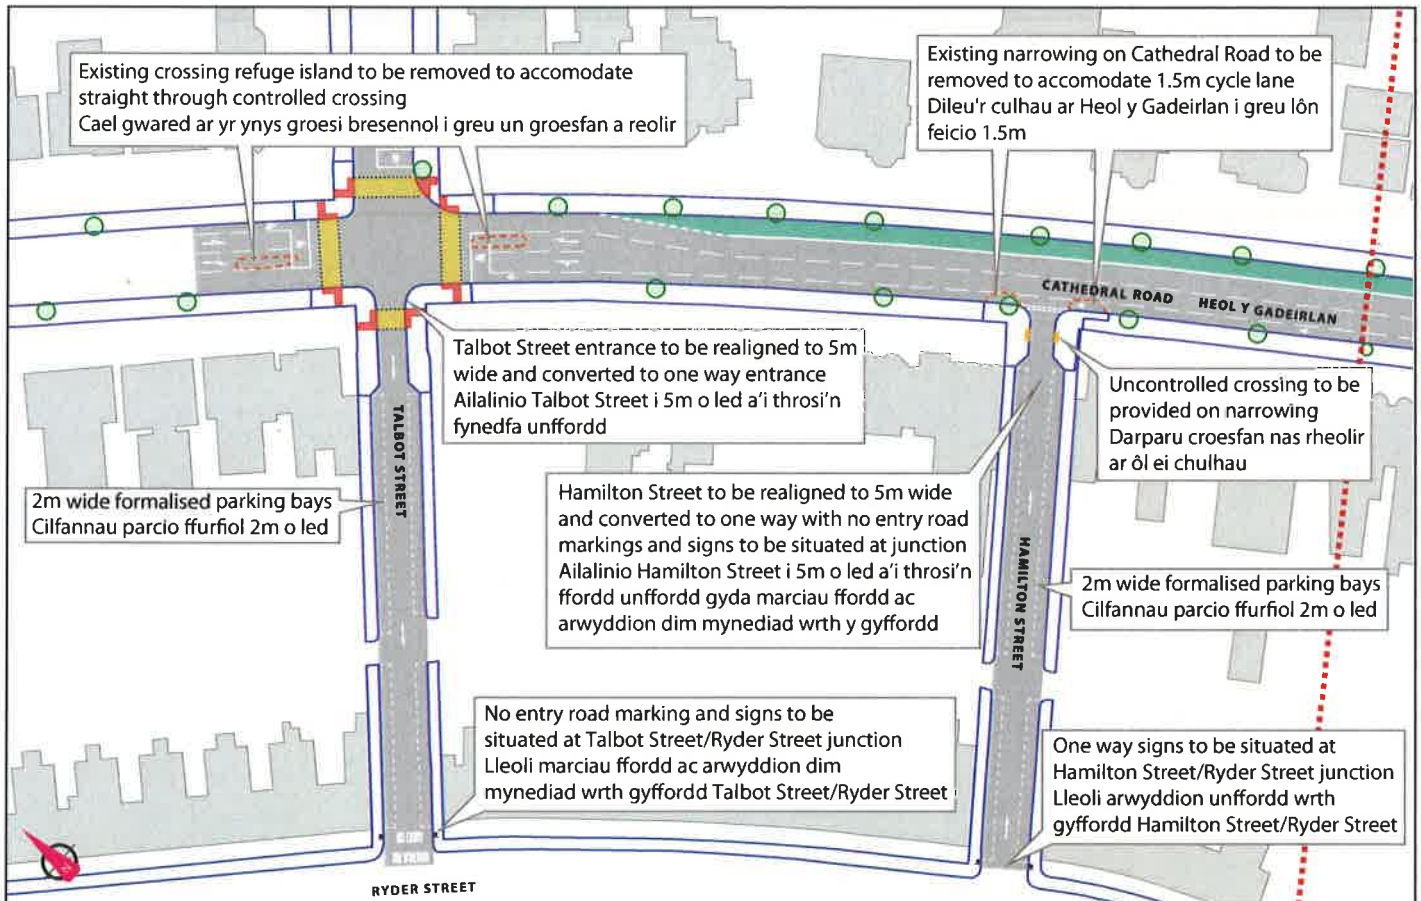 Existing crossing refuge island to be removed to accomodate
straight through controlled crossing
Cael gwared ar yr ynys groesi bresennol i greu un groesfan a reolir
Existing narrowing on Cathedral Road to be
removed to accomodate 1.5m cycle lane
Dileu'r culhau ar Heol y Gadeirlan i greu lôn
feicio 1.5m
CATHEDRAL ROAD HEOL Y GADEIRLAN
Talbot Street entrance to be realigned to 5m
wide and converted to one way entrance
Ailalinio Talbot Street i 5m o led a'i throsi'n
fynedfa unffordd
Uncontrolled crossing to be
provided on narrowing
Darparu croesfan nas rheolir
ar ôl ei chulhau
TALBOT STREET
2m wide formalised parking bays
Cilfannau parcio ffurfiol 2m o led
Hamilton Street to be realigned to 5m wide
and converted to one way with no entry road
markings and signs to be situated at junction
Ailalinio Hamilton Street i 5m o led a'i throsi'n
ffordd unffordd gyda marciau ffordd ac
arwyddion dim mynediad wrth y gyffordd
HAMILTON STREET
2m wide formalised parking bays
Cilfannau parcio ffurfiol 2m o led
No entry road marking and signs to be
situated at Talbot Street/Ryder Street junction
Lleoli marciau ffordd ac arwyddion dim
mynediad wrth gyffordd Talbot Street/Ryder Street
One way signs to be situated at
Hamilton Street/Ryder Street junction
Lleoli arwyddion unffordd wrth
gyffordd Hamilton Street/Ryder Street
RYDER STREET